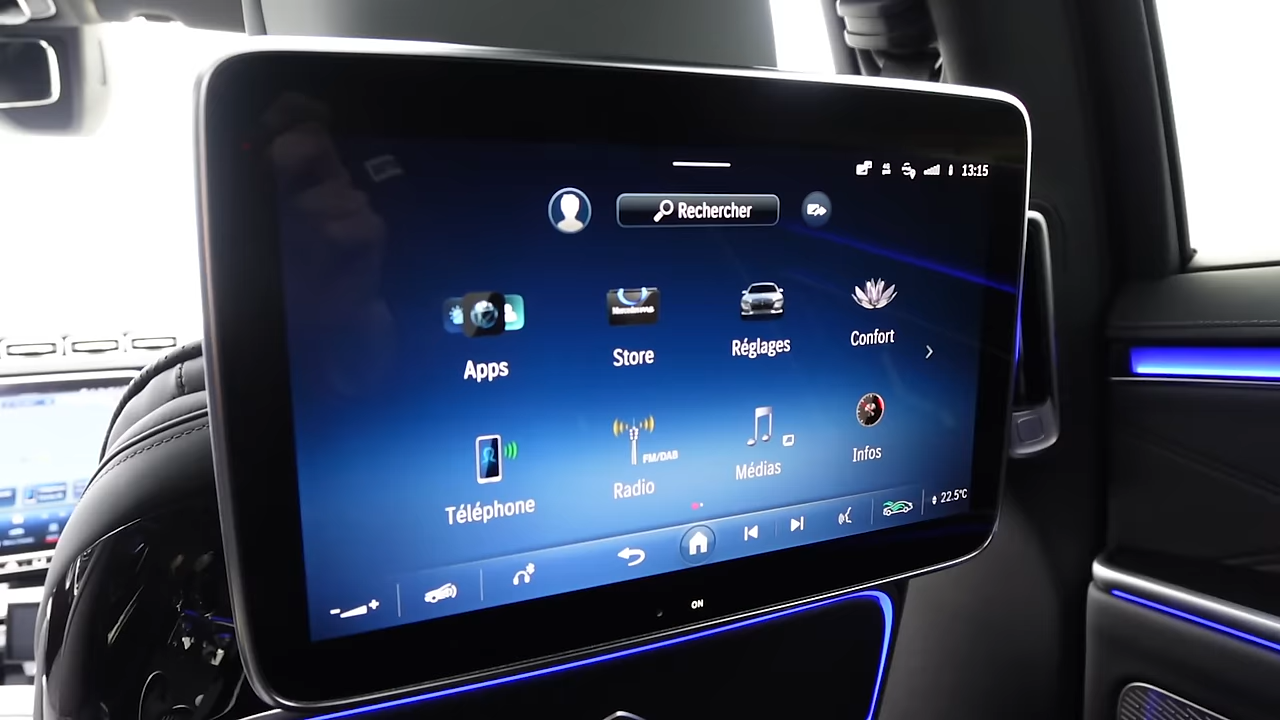 13:15
Rechercher
Apps
Store
Réglages
Confort
Téléphone
FM/DAB
Radio
Médias
Infos
22.5°C
ON